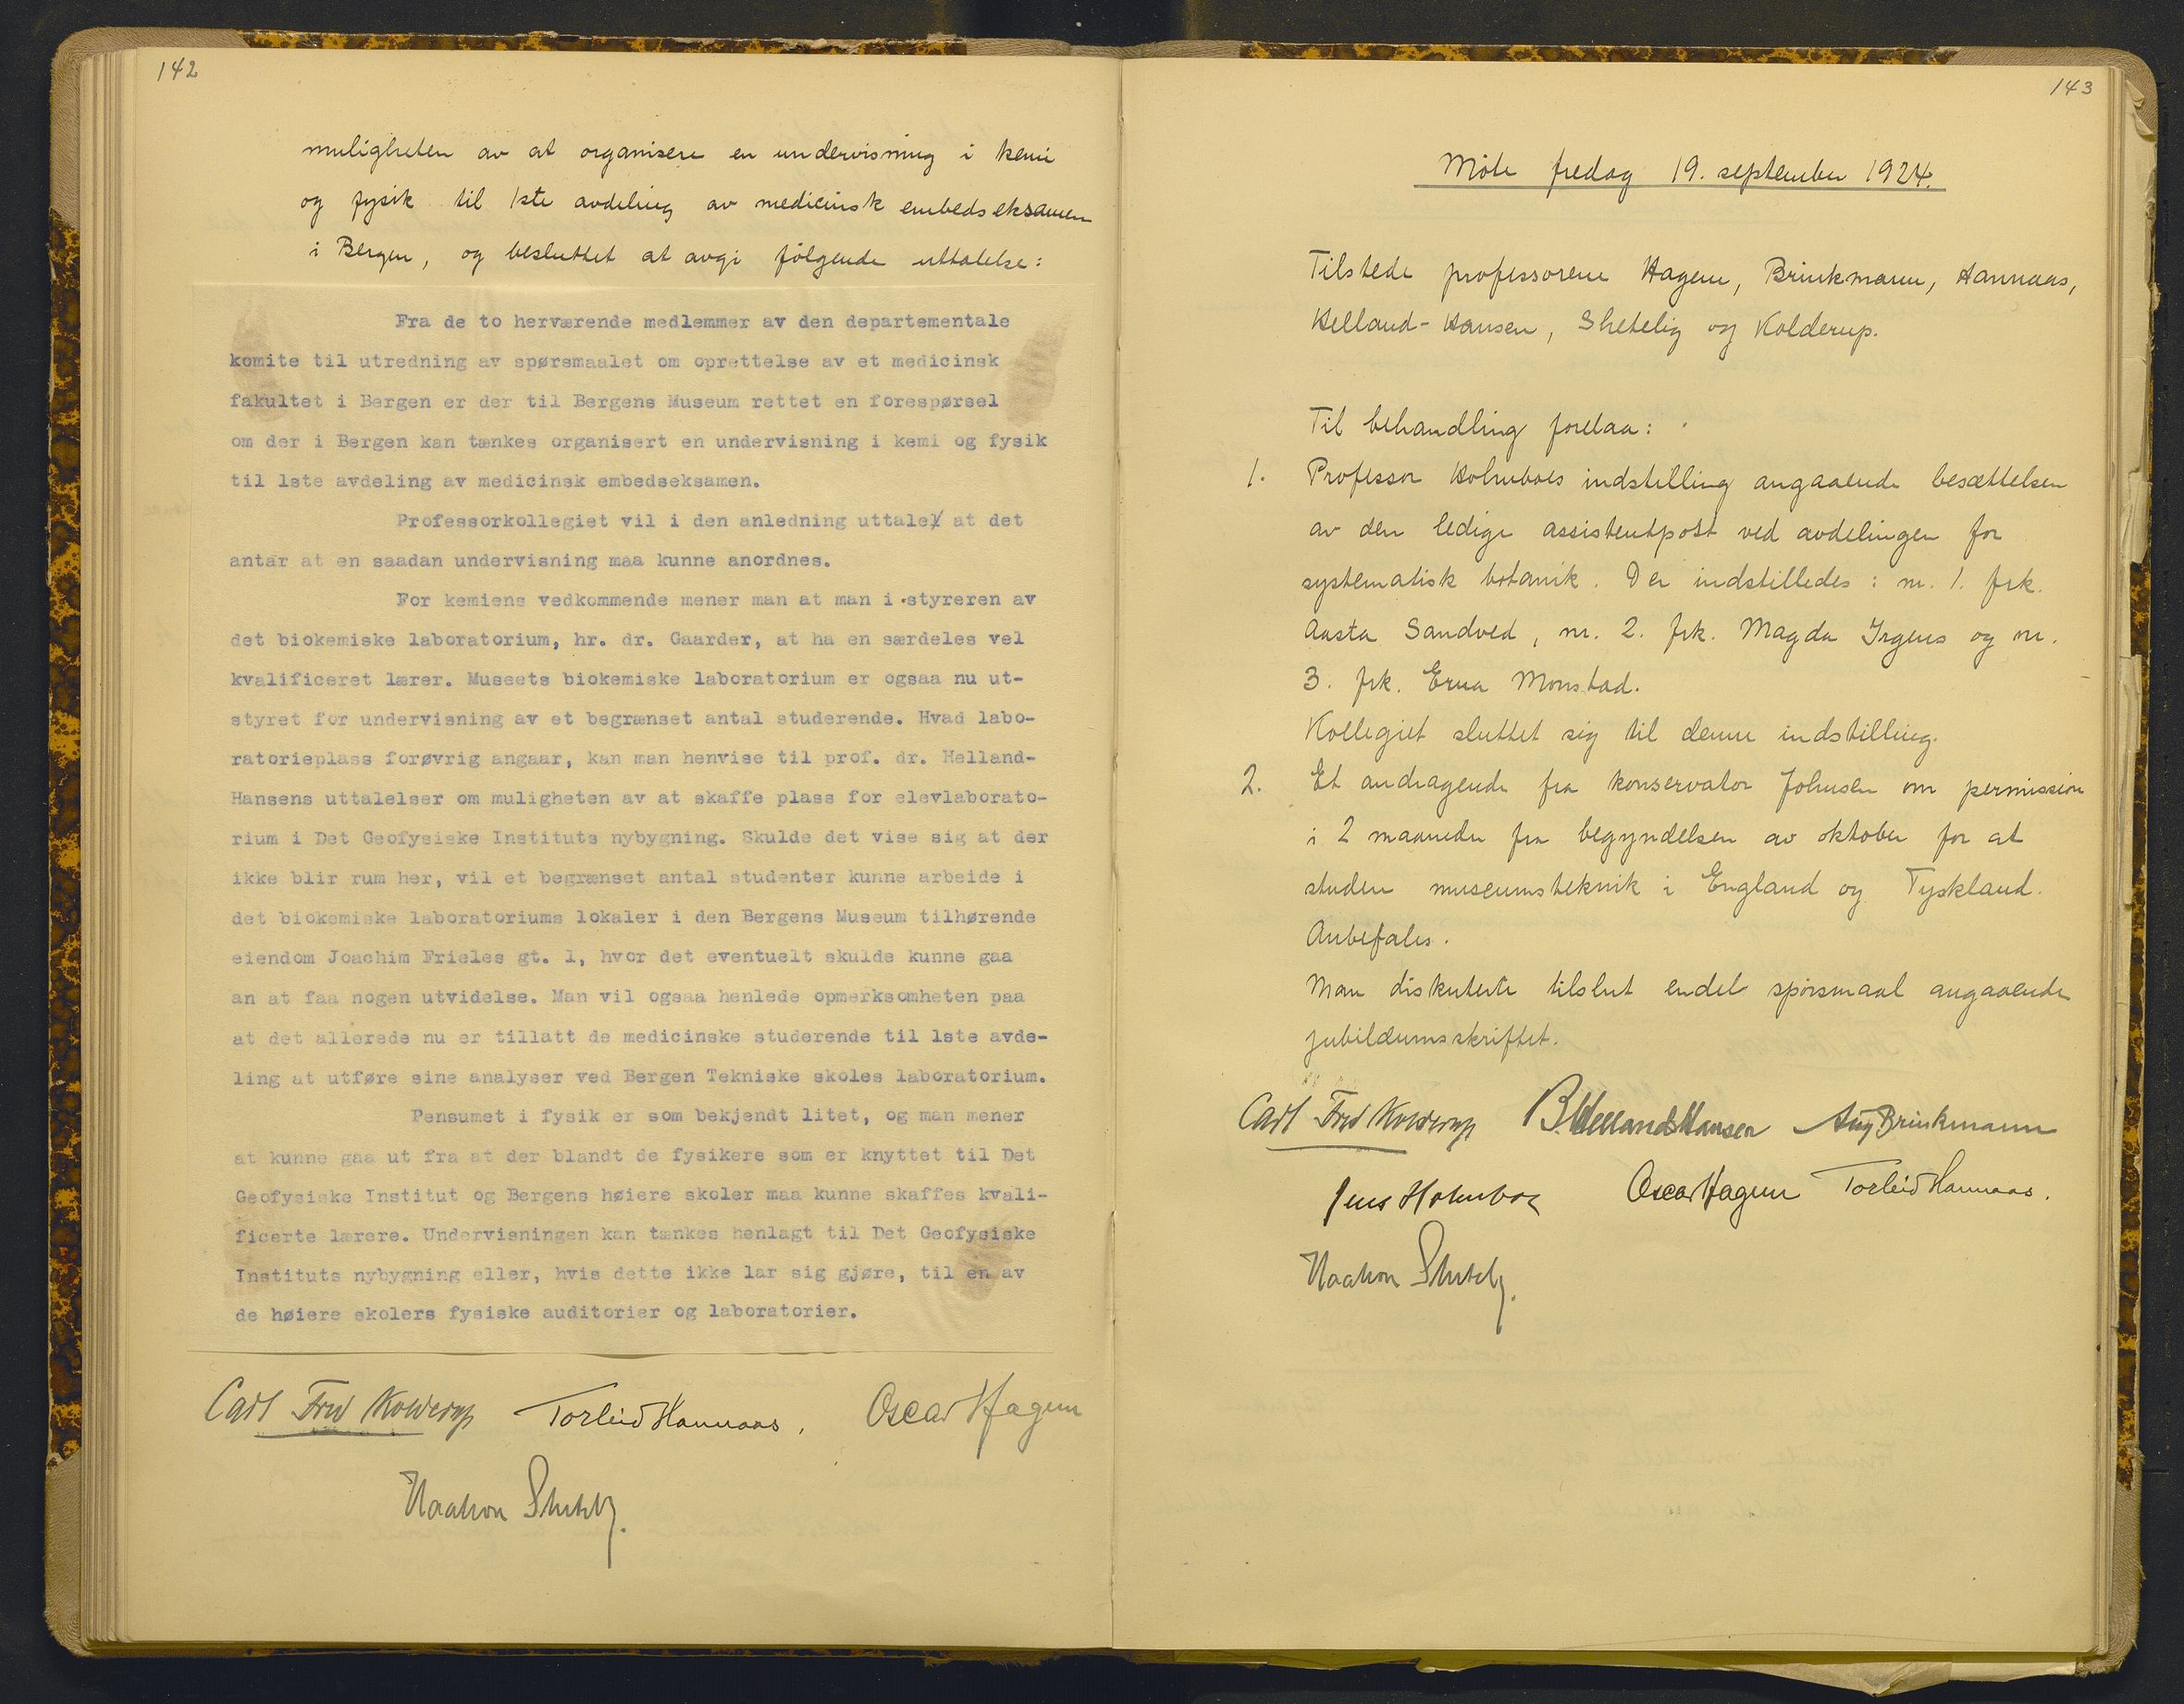 142
muligheten av at organisere en undervisning i kemi
og fysik til 1ste avdeling av medicinsk embedseksamen
i Bergen, og besluttet at avgi følgende uttalelse:
Fra de to herværende medlemmer av den departementale
komite til utredning av spørsmaalet om oprettelse av et medicinsk
fakultet i Bergen er der til Bergens Museum rettet en forespørsel
om der i Bergen kan tænkes organisert en undervisning i kemi og fysik
til 1ste avdeling av medicinsk embedseksamen.
Professorkollegiet vil i den anledning uttale, at det
antar at en saadan undervisning maa kunne anordnes.
For kemiens vedkommende mener man at man i styreren av
det biokemiske laboratorium, hr. dr. Gaarder, at ha en særdeles vel
kvalificeret lærer. Museets biokemiske laboratorium er ogsaa nu ut-
styret for undervisning av et begrænset antal studerende. Hvad labo-
ratorieplass forøvrig angaar, kan man henvise til prof. dr. Helland-
Hansens uttalelser om muligheten av at skaffe plass for elevlaborato-
rium i Det Geofysiske Instituts nybygning. Skulde det vise sig at der
ikke blir rum her, vil et begrænset antal studenter kunne arbeide i
det biokemiske laboratoriums lokaler i den Bergens Museum tilhørende
eiendom Joachim Frieles gt. 1, hvor det eventuelt skulde kunne gaa
an at faa nogen utvidelse. Man vil ogsaa henlede opmerksomheten paa
at det allerede nu er tillatt de medicinske studerende til 1ste avde-
ling at utføre sine analyser ved Bergen Tekniske skoles laboratorium.
Pensumet i fysik er som bekjendt litet, og man mener
at kunne gaa ut fra at der blandt de fysikere som er knyttet til Det
Geofysiske Institut og Bergens høiere skoler maa kunne skaffes kvali-
ficerte lærere. Undervisningen kan tænkes henlagt til Det Geofysiske
Instituts nybygning eller, hvis dette ikke lar sig gjøre, til en av
de høiere skolers fysiske auditorier og laboratorier.
Carl Fred Kolderup Torleiv Hannaas. Oscar Hagem
Haakon Shetelig.
143
Møte fredag 19. september 1924.
Tilstede professorene Hagem, Brinkmann, Hannaas,
Helland-Hansen, Shetelig og Kolderup.
Til behandling forelaa:
1. Professor Holmboes indstilling angaaende besættelsen
av den ledige assistentpost ved avdelingen for
systematisk botanik. Der indstilledes: nr. 1. frk.
Aasta Sandved, nr. 2. frk. Magda Irgens og nr.
3. frk. Erna Monstad.
Kollegiet sluttet sig til denne indstilling.
2. Et andragende fra konservator Johnsen om permission
i 2 maaneder fra begyndelsen av oktober for at
studere museumsteknik i England og Tyskland.
Anbefales.
Man diskuterte tilslut endel spørsmaal angaaende
jubilæumsskriftet.
Carl Fred Kolderup B. Helland Hansen Aug Brinkmann
Jens Holmboe Oscar Hagem Torleiv Hannaas.
Haakon Shetelig.